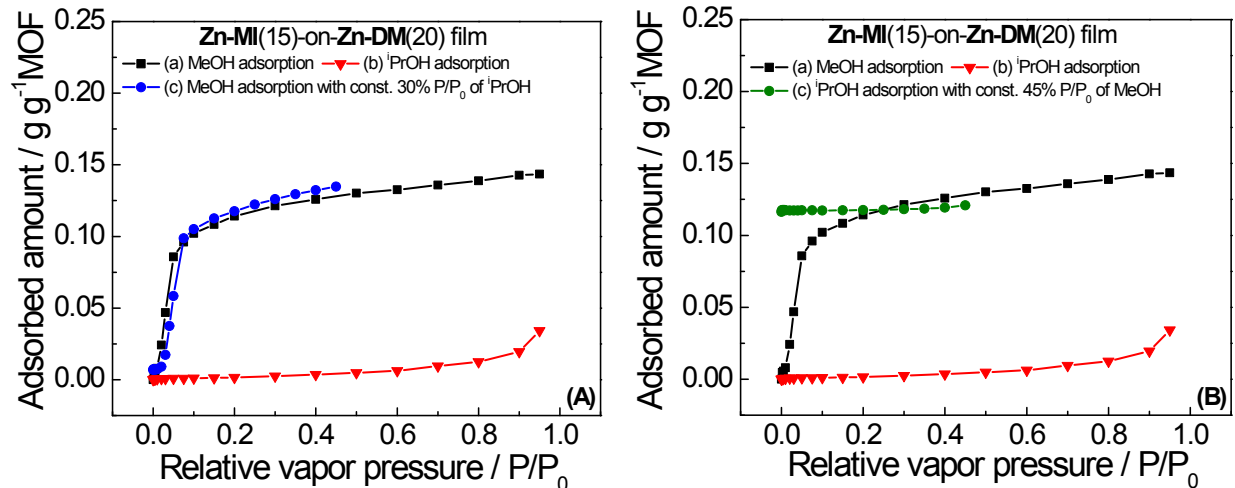 Zn-MI(15)-on-Zn-DM(20) film
(a) MeOH adsorption (b) ⁱPrOH adsorption
(c) MeOH adsorption with const. 30% P/P₀ of ⁱPrOH
Adsorbed amount / g g⁻¹MOF
0.25
0.20
0.15
0.10
0.05
0.00
(A)
0.0 0.2 0.4 0.6 0.8 1.0
Relative vapor pressure / P/P₀
Zn-MI(15)-on-Zn-DM(20) film
(a) MeOH adsorption (b) ⁱPrOH adsorption
(c) ⁱPrOH adsorption with const. 45% P/P₀ of MeOH
Adsorbed amount / g g⁻¹MOF
0.25
0.20
0.15
0.10
0.05
0.00
(B)
0.0 0.2 0.4 0.6 0.8 1.0
Relative vapor pressure / P/P₀